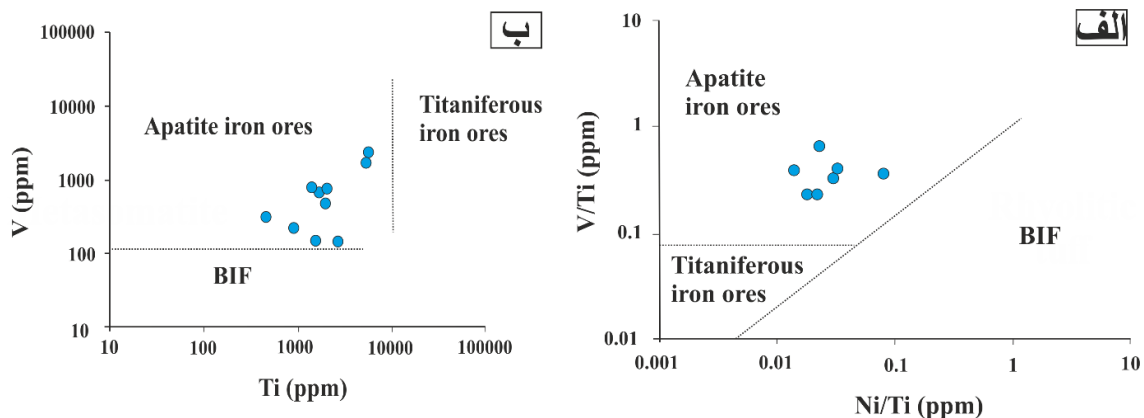 ب
100000
10000
1000
100
10
V (ppm)
Apatite iron ores
Titaniferous
iron ores
BIF
10
100
1000
10000
100000
Ti (ppm)
الف
10
1
0.1
0.01
V/Ti (ppm)
Apatite
iron ores
Titaniferous
iron ores
BIF
0.001
0.01
0.1
1
10
Ni/Ti (ppm)